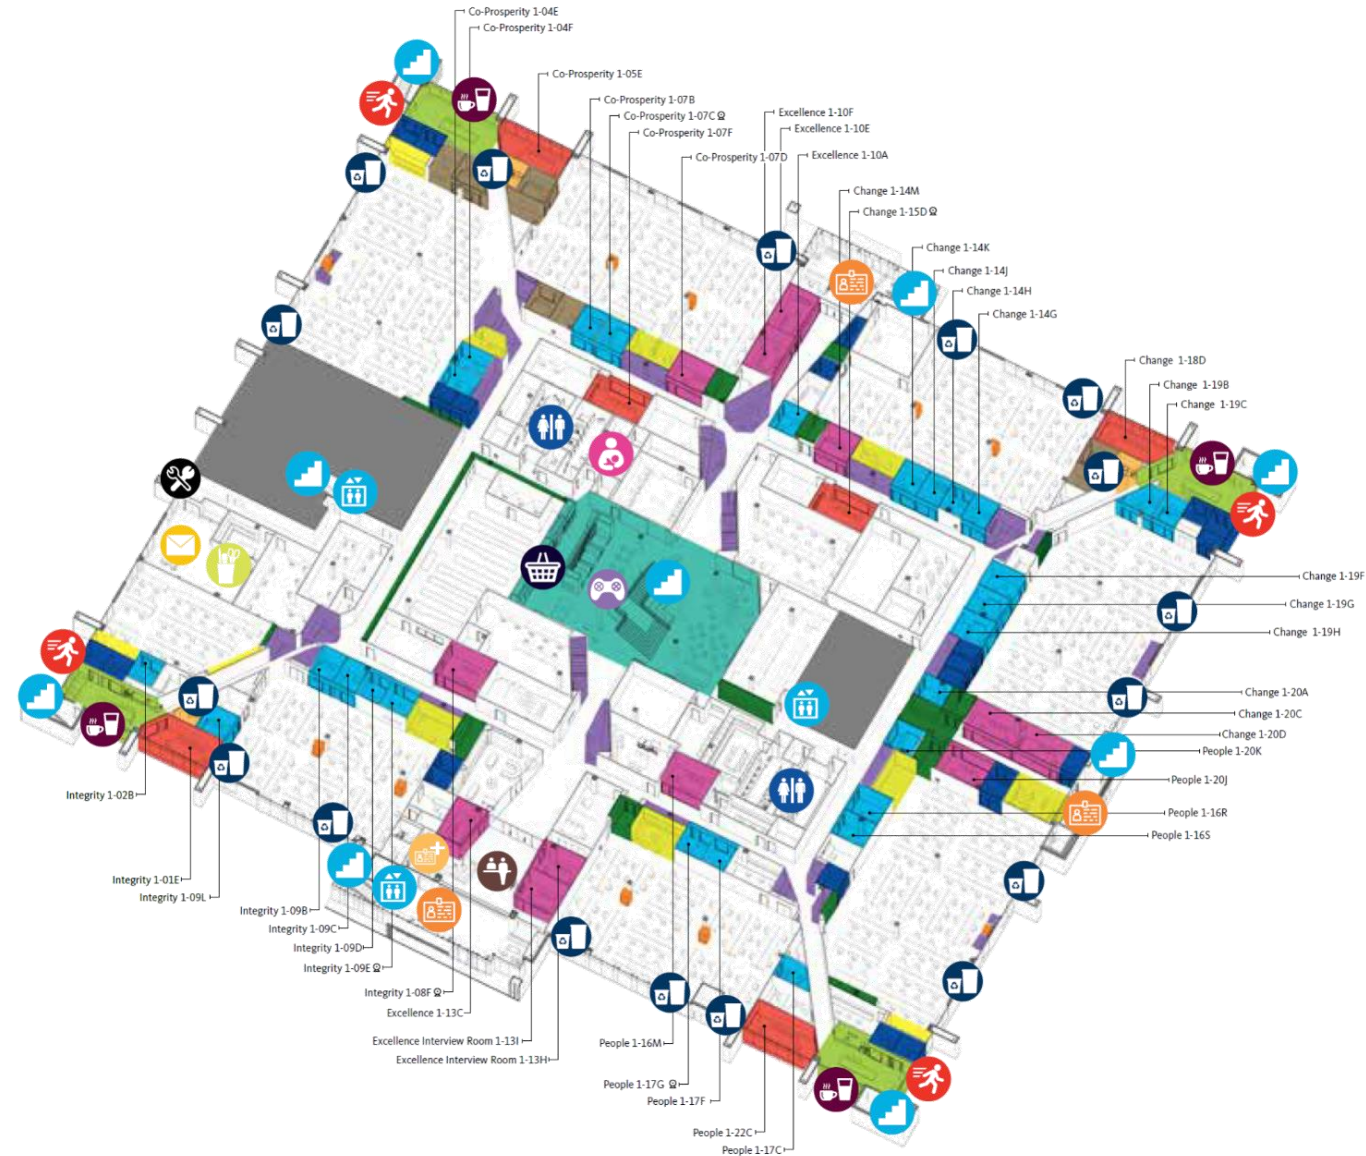 Co-Prosperity 1-04E
Co-Prosperity 1-04F
Co-Prosperity 1-05E
Co-Prosperity 1-07B
Co-Prosperity 1-07C
Co-Prosperity 1-07F
Co-Prosperity 1-07D
Excellence 1-10F
Excellence 1-10E
Excellence 1-10A
Change 1-14M
Change 1-15D
Change 1-14K
Change 1-14J
Change 1-14H
Change 1-14G
Change 1-18D
Change 1-19B
Change 1-19C
Change 1-19F
Change 1-19G
Change 1-19H
Change 1-20A
Change 1-20C
Change 1-20D
People 1-20K
People 1-20J
People 1-16R
People 1-16S
Integrity 1-02B
Integrity 1-01E
Integrity 1-09L
Integrity 1-09B
Integrity 1-09C
Integrity 1-09D
Integrity 1-09E
Integrity 1-08F
Excellence 1-13C
Excellence Interview Room 1-13I
Excellence Interview Room 1-13H
People 1-16M
People 1-17G
People 1-17F
People 1-22C
People 1-17C